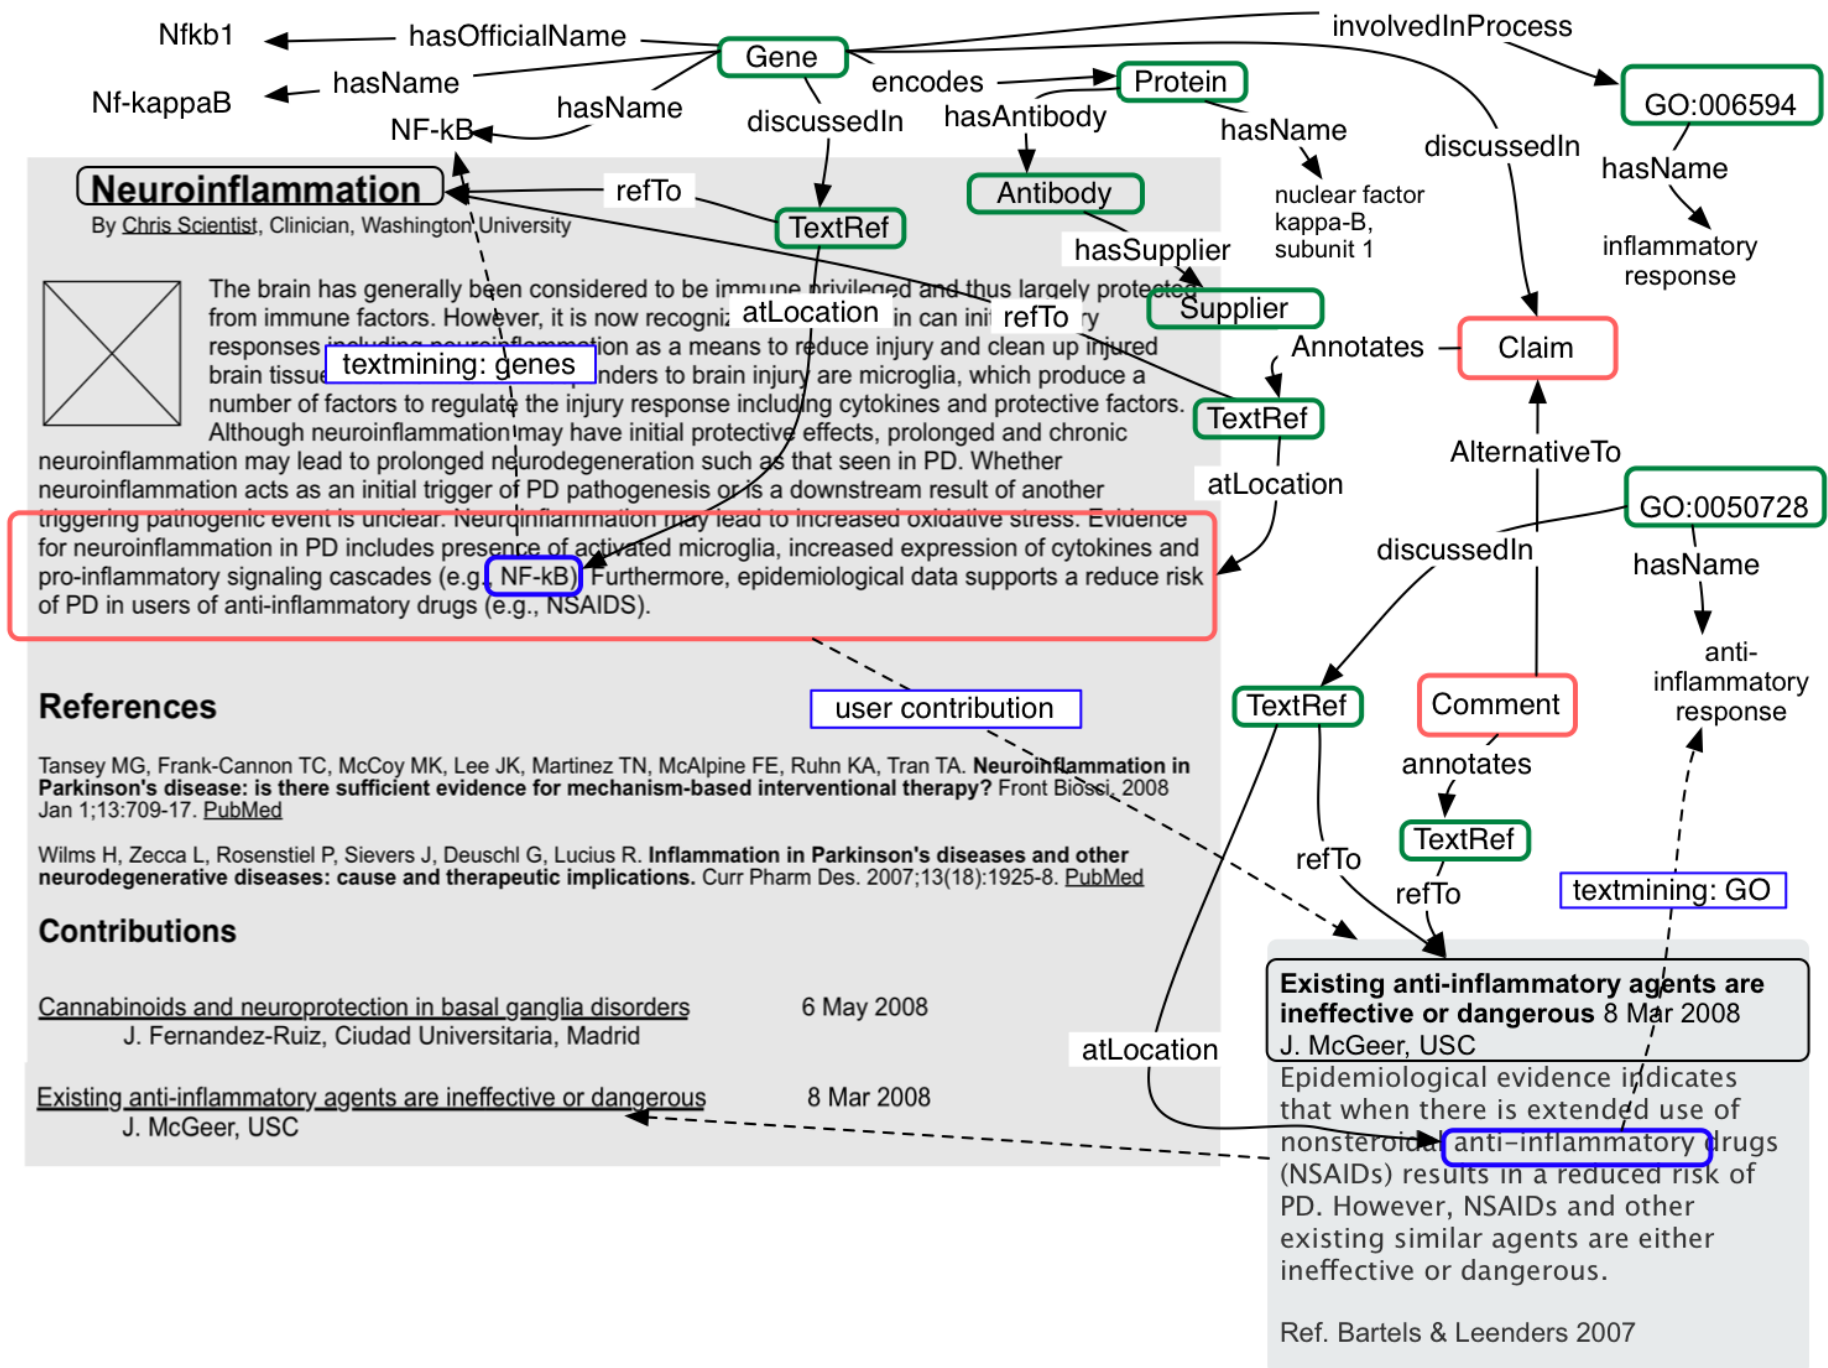 Nfkb1
hasOfficialName
Gene
involvedInProcess
Nf-kappaB
hasName
encodes
Protein
GO:006594
NF-kB
hasName
discussedIn
hasAntibody
hasName
discussedIn
hasName
Neuroinflammation
refTo
Antibody
nuclear factor
kappa-B,
subunit 1
By Chris Scientist, Clinician, Washington University
TextRef
hasSupplier
inflammatory
response
The brain has generally been considered to be immune privileged and thus largely protected
from immune factors. However, it is now
atLocation
in can
refTo
Supplier
responses including neuroinflammation as a means to reduce injury and clean up injured
Annotates
Claim
brain
textmining: genes
to brain injury are microglia, which produce a
number of factors to regulate the injury response including cytokines and protective factors.
TextRef
Although neuroinflammation may have initial protective effects, prolonged and chronic
neuroinflammation may lead to prolonged neurodegeneration such as that seen in PD. Whether
AlternativeTo
neuroinflammation acts as an initial trigger of PD pathogenesis or is a downstream result of another
atLocation
GO:0050728
triggering pathogenic event is unclear. Neuroinflammation may lead to increased oxidative stress. Evidence
for neuroinflammation in PD includes presence of activated microglia, increased expression of cytokines and
discussedIn
hasName
pro-inflammatory signaling cascades (e.g., NF-kB) Furthermore, epidemiological data supports a reduce risk
of PD in users of anti-inflammatory drugs (e.g., NSAIDS).
anti-
inflammatory
response
References
user contribution
TextRef
Comment
Tansey MG, Frank-Cannon TC, McCoy MK, Lee JK, Martinez TN, McAlpine FE, Ruhn KA, Tran TA. Neuroinflammation in
Parkinson's disease: is there sufficient evidence for mechanism-based interventional therapy? Front Biosci, 2008
Jan 1;13:709-17. PubMed
annotates
TextRef
Wilms H, Zecca L, Rosenstiel P, Sievers J, Deuschl G, Lucius R. Inflammation in Parkinson's diseases and other
neurodegenerative diseases: cause and therapeutic implications. Curr Pharm Des. 2007;13(18):1925-8. PubMed
refTo
refTo
textmining: GO
Contributions
Cannabinoids and neuroprotection in basal ganglia disorders 6 May 2008
J. Fernandez-Ruiz, Ciudad Universitaria, Madrid
atLocation
Existing anti-inflammatory agents are ineffective or dangerous 8 Mar 2008
J. McGeer, USC
Existing anti-inflammatory agents are
ineffective or dangerous 8 Mar 2008
J. McGeer, USC
Epidemiological evidence indicates
that when there is extended use of
nonsteroidal anti-inflammatory drugs
(NSAIDs) results in a reduced risk of
PD. However, NSAIDs and other
existing similar agents are either
ineffective or dangerous.
Ref. Bartels & Leenders 2007